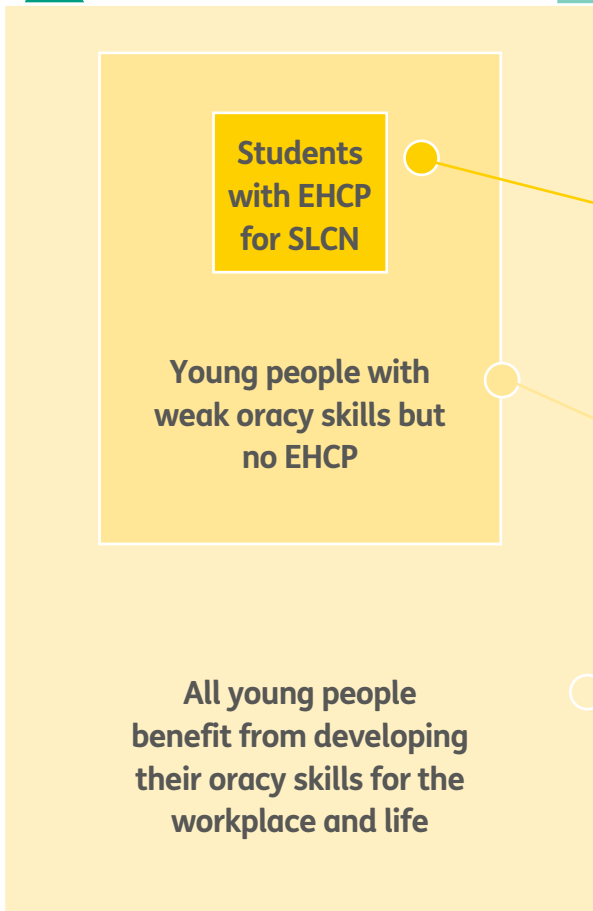 Students
with EHCP
for SLCN
Young people with
weak oracy skills but
no EHCP
All young people
benefit from developing
their oracy skills for the
workplace and life